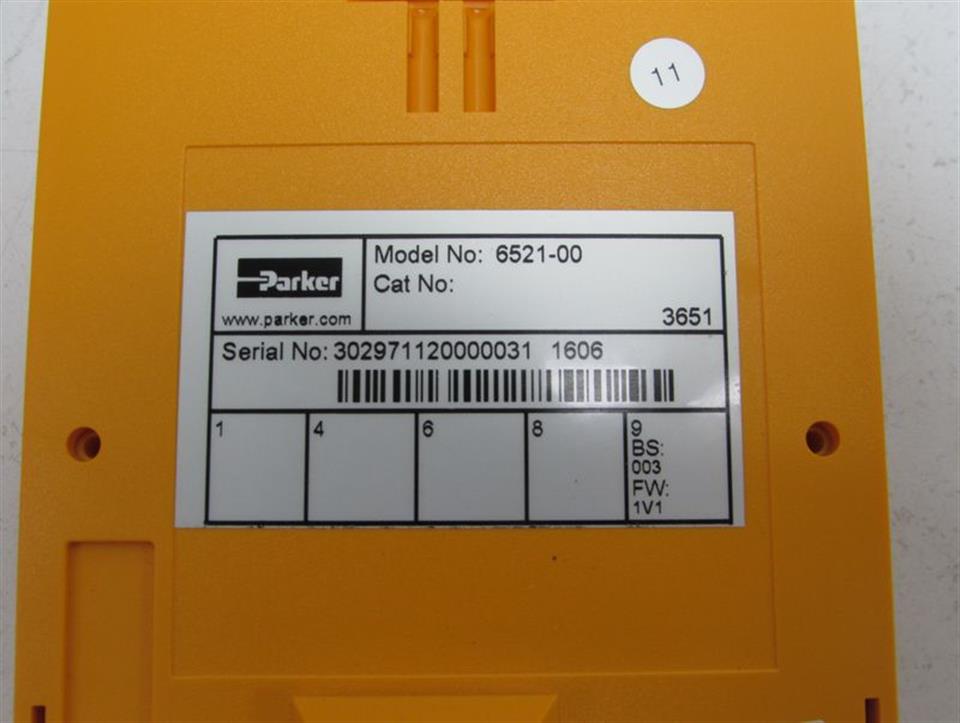 11
Parker
www.parker.com
Model No: 6521-00
Cat No:
3651
Serial No: 302971120000031 1606
1
4
6
8
9
BS:
003
FW:
1V1